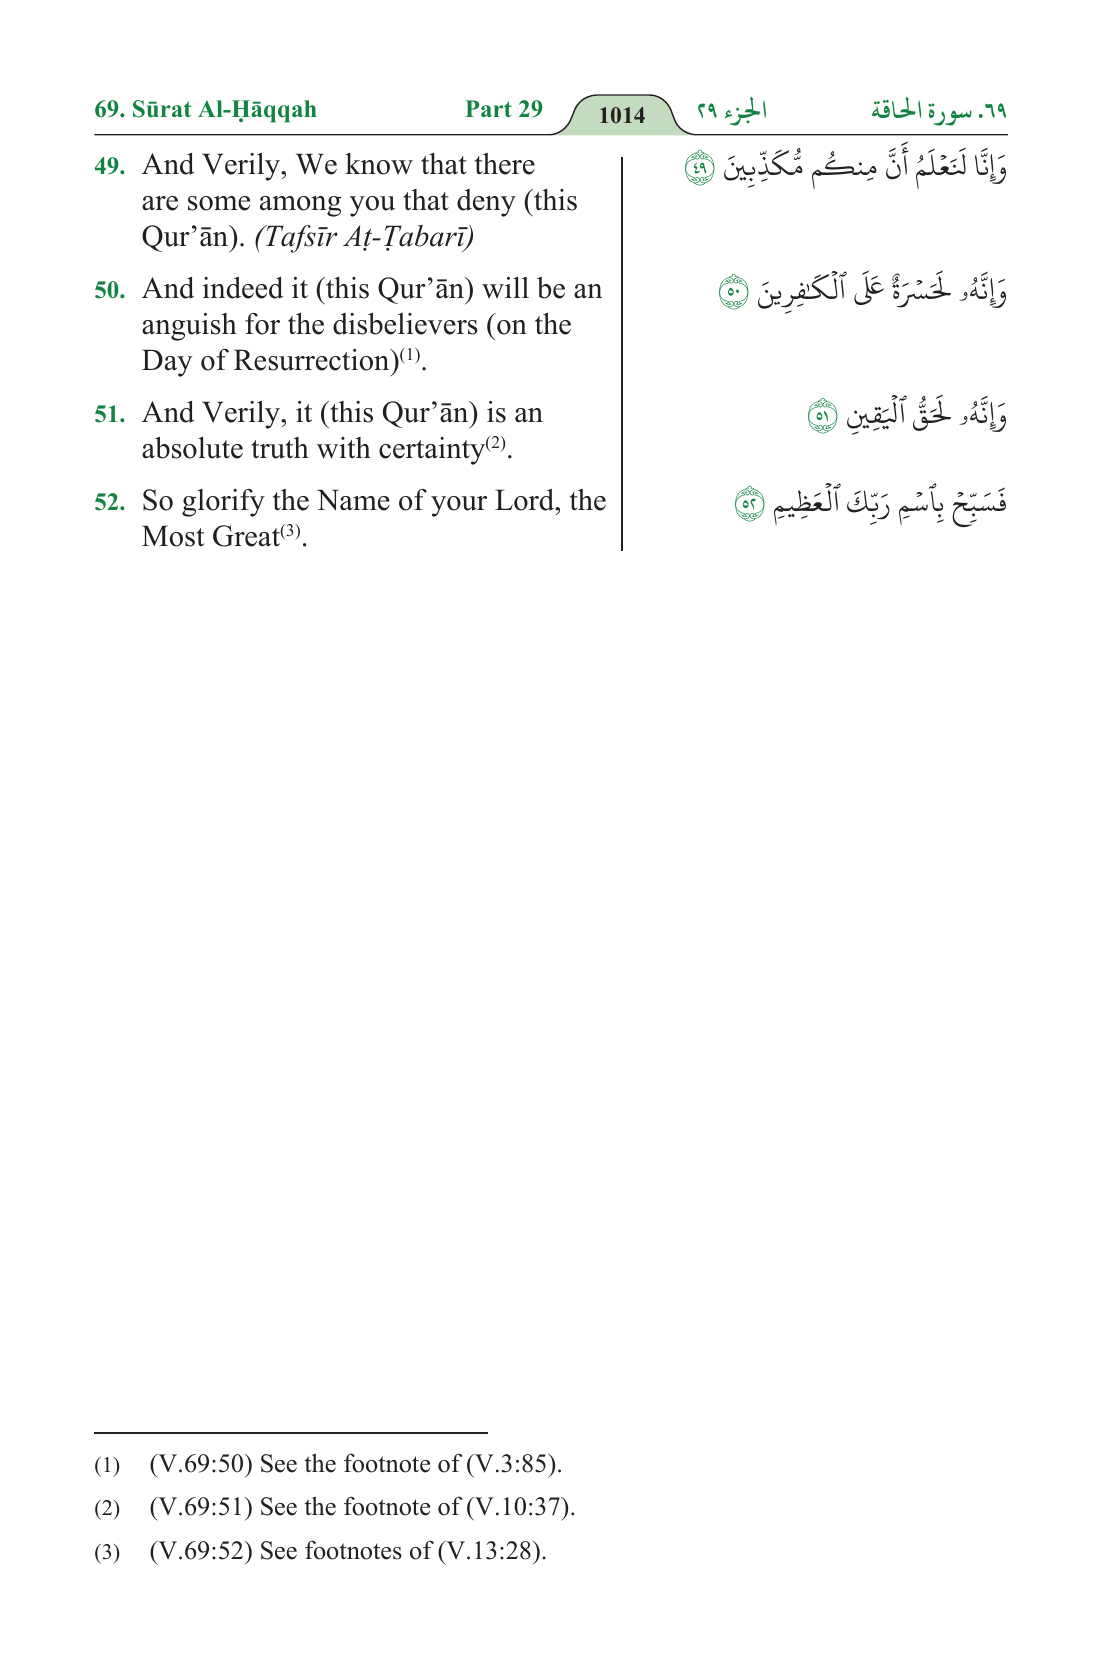 69. Sūrat Al-Ḥāqqah Part 29 1014 الجزء ٢٩ ٦٩. سورة الحاقة
49. And Verily, We know that there
are some among you that deny (this
Qur’ān). (Tafsīr Aṭ-Ṭabarī)
وَإِنَّا لَنَعۡلَمُ أَنَّ مِنكُم مُّكَذِّبِينَ ٤٩
50. And indeed it (this Qur’ān) will be an
anguish for the disbelievers (on the
Day of Resurrection)(1).
وَإِنَّهُۥ لَحَسۡرَةٌ عَلَى ٱلۡكَٰفِرِينَ ٥٠
51. And Verily, it (this Qur’ān) is an
absolute truth with certainty(2).
وَإِنَّهُۥ لَحَقُّ ٱلۡيَقِينِ ٥١
52. So glorify the Name of your Lord, the
Most Great(3).
فَسَبِّحۡ بِٱسۡمِ رَبِّكَ ٱلۡعَظِيمِ ٥٢
(1) (V.69:50) See the footnote of (V.3:85).
(2) (V.69:51) See the footnote of (V.10:37).
(3) (V.69:52) See footnotes of (V.13:28).